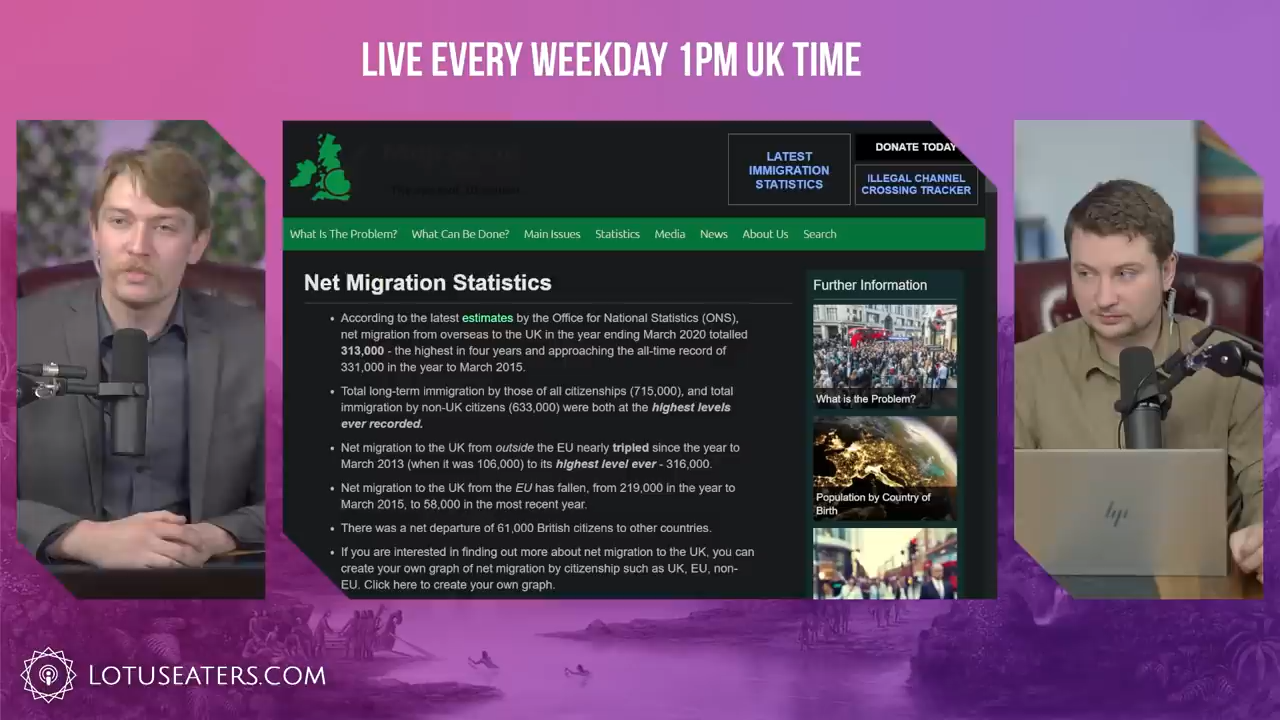 LIVE EVERY WEEKDAY 1PM UK TIME
LATEST
IMMIGRATION
STATISTICS
DONATE TODAY
ILLEGAL CHANNEL
CROSSING TRACKER
What Is The Problem? What Can Be Done? Main Issues Statistics Media News About Us Search
Net Migration Statistics
According to the latest estimates by the Office for National Statistics (ONS),
net migration from overseas to the UK in the year ending March 2020 totalled
313,000 - the highest in four years and approaching the all-time record of
331,000 in the year to March 2015.
Total long-term immigration by those of all citizenships (715,000), and total
immigration by non-UK citizens (633,000) were both at the highest levels
ever recorded.
Net migration to the UK from outside the EU nearly tripled since the year to
March 2013 (when it was 106,000) to its highest level ever - 316,000.
Net migration to the UK from the EU has fallen, from 219,000 in the year to
March 2015, to 58,000 in the most recent year.
There was a net departure of 61,000 British citizens to other countries.
If you are interested in finding out more about net migration to the UK, you can
create your own graph of net migration by citizenship such as UK, EU, non-
EU. Click here to create your own graph.
Further Information
What is the Problem?
Population by Country of
Birth
hp
LOTUSEATERS.COM